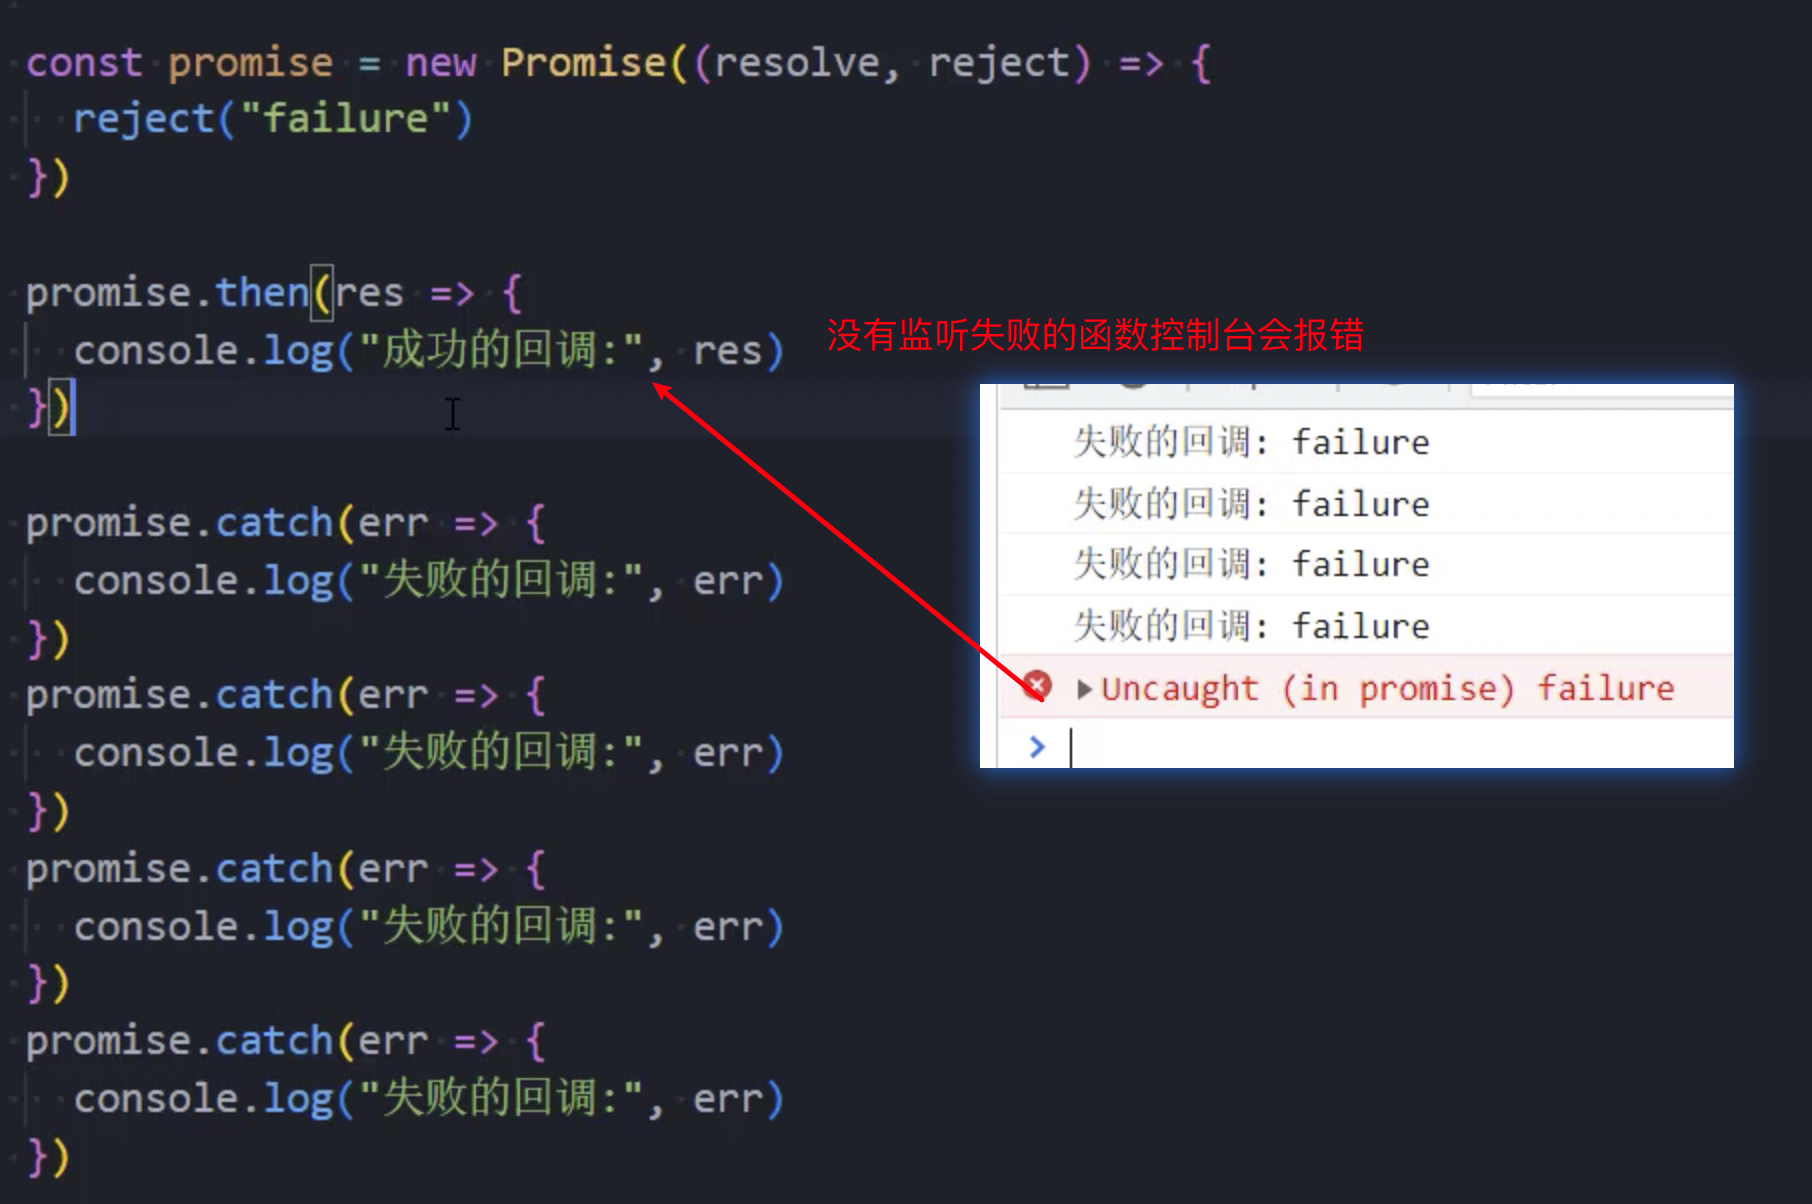 const promise = new Promise((resolve, reject) => {
reject("failure")
})
promise.then(res => {
console.log("成功的回调:", res)
})
没有监听失败的函数控制台会报错
promise.catch(err => {
console.log("失败的回调:", err)
})
promise.catch(err => {
console.log("失败的回调:", err)
})
promise.catch(err => {
console.log("失败的回调:", err)
})
promise.catch(err => {
console.log("失败的回调:", err)
})
失败的回调: failure
失败的回调: failure
失败的回调: failure
失败的回调: failure
Uncaught (in promise) failure